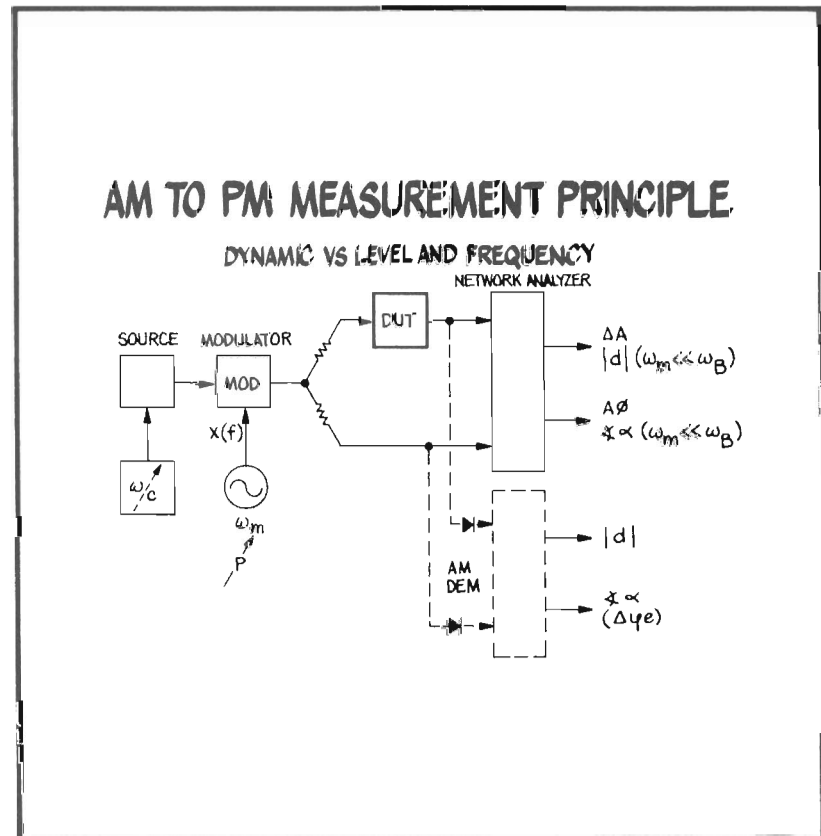 AM TO PM MEASUREMENT PRINCIPLE
DYNAMIC VS LEVEL AND FREQUENCY
NETWORK ANALYZER
SOURCE
MODULATOR
DUT
MOD
ΔA
|d| (ωm≪ωB)
AØ
∡ ∝ (ωm≪ωB)
X(f)
ω/c
ωm
P
AM
DEM
|d|
∡ ∝
(Δφe)